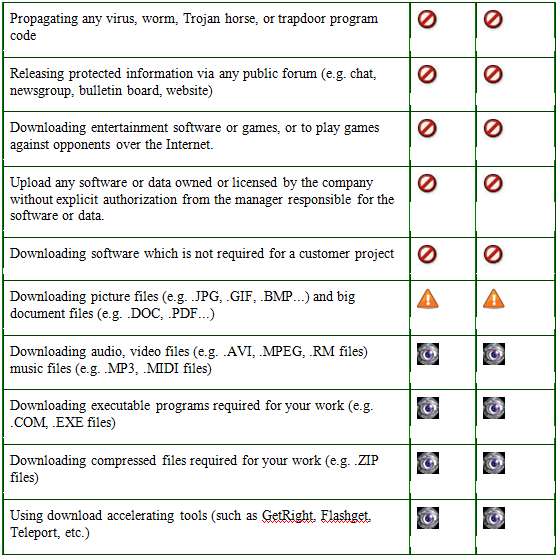 Propagating any virus, worm, Trojan horse, or trapdoor program
code
Releasing protected information via any public forum (e.g. chat,
newsgroup, bulletin board, website)
Downloading entertainment software or games, or to play games
against opponents over the Internet.
Upload any software or data owned or licensed by the company
without explicit authorization from the manager responsible for the
software or data.
Downloading software which is not required for a customer project
Downloading picture files (e.g. .JPG, .GIF, .BMP...) and big
document files (e.g. .DOC, .PDF...)
Downloading audio, video files (e.g. .AVI, .MPEG, .RM files)
music files (e.g. .MP3, .MIDI files)
Downloading executable programs required for your work (e.g.
.COM, .EXE files)
Downloading compressed files required for your work (e.g. .ZIP
files)
Using download accelerating tools (such as GetRight, Flashget,
Teleport, etc.)